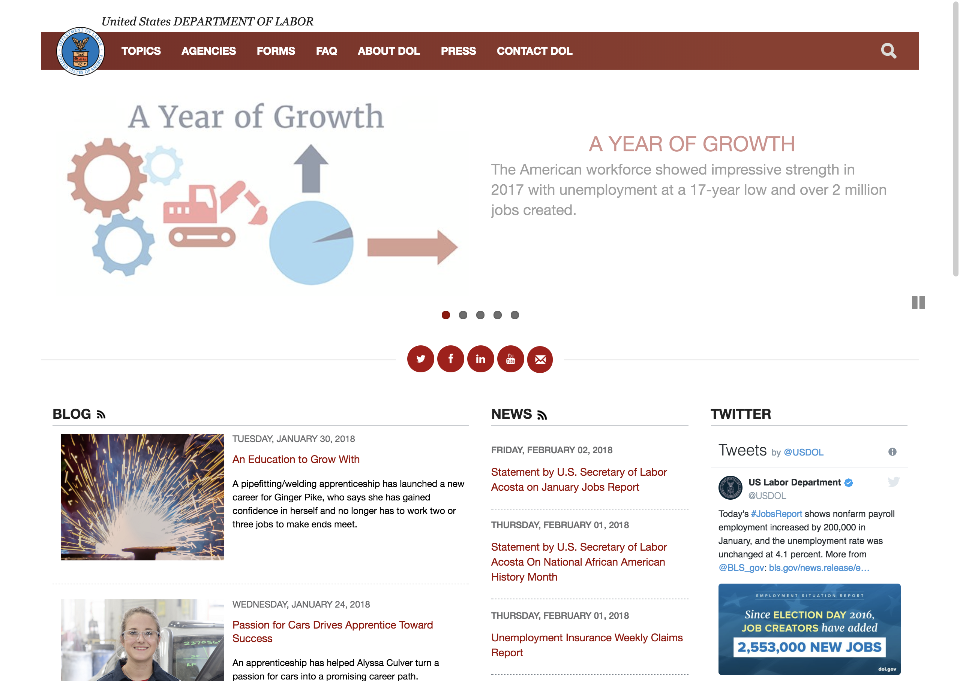 United States DEPARTMENT OF LABOR
TOPICS AGENCIES FORMS FAQ ABOUT DOL PRESS CONTACT DOL
A Year of Growth
A YEAR OF GROWTH
The American workforce showed impressive strength in
2017 with unemployment at a 17-year low and over 2 million
jobs created.
BLOG
TUESDAY, JANUARY 30, 2018
An Education to Grow With
A pipefitting/welding apprenticeship has launched a new
career for Ginger Pike, who says she has gained
confidence in herself and no longer has to work two or
three jobs to make ends meet.
WEDNESDAY, JANUARY 24, 2018
Passion for Cars Drives Apprentice Toward
Success
An apprenticeship has helped Alyssa Culver turn a
passion for cars into a promising career path.
NEWS
FRIDAY, FEBRUARY 02, 2018
Statement by U.S. Secretary of Labor
Acosta on January Jobs Report
THURSDAY, FEBRUARY 01, 2018
Statement by U.S. Secretary of Labor
Acosta On National African American
History Month
THURSDAY, FEBRUARY 01, 2018
Unemployment Insurance Weekly Claims
Report
TWITTER
Tweets by @USDOL
US Labor Department
@USDOL
Today's #JobsReport shows nonfarm payroll
employment increased by 200,000 in
January, and the unemployment rate was
unchanged at 4.1 percent. More from
@BLS_gov: bls.gov/news.release/e…
EMPLOYMENT SITUATION REPORT
Since ELECTION DAY 2016,
JOB CREATORS have added
2,553,000 NEW JOBS
dol.gov